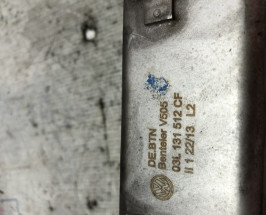 DE.BTN
Benteler V505
03L 131 512 CF
II 1 22/13 L2